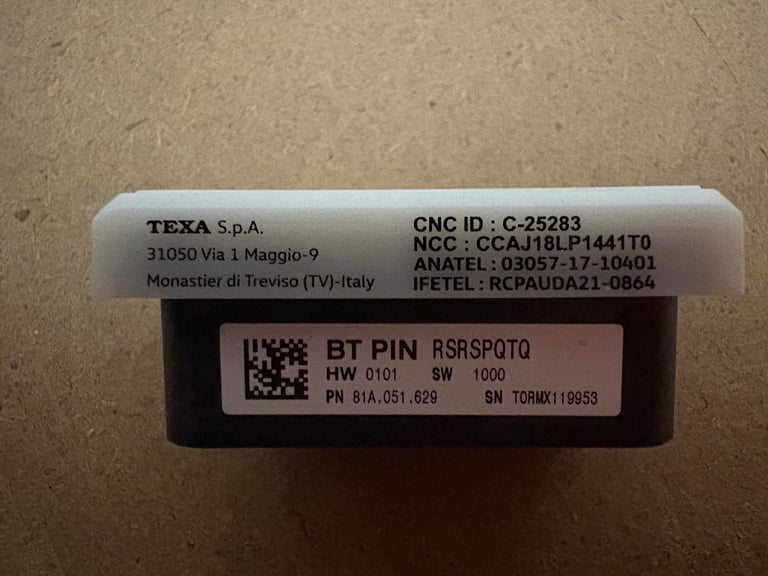 TEXA S.p.A.
31050 Via 1 Maggio-9
Monastier di Treviso (TV)-Italy
CNC ID : C-25283
NCC : CCAJ18LP1441T0
ANATEL : 03057-17-10401
IFETEL : RCPAUDA21-0864
BT PIN RSRSPQTQ
HW 0101 SW 1000
PN 81A.051.629 SN TORMX119953